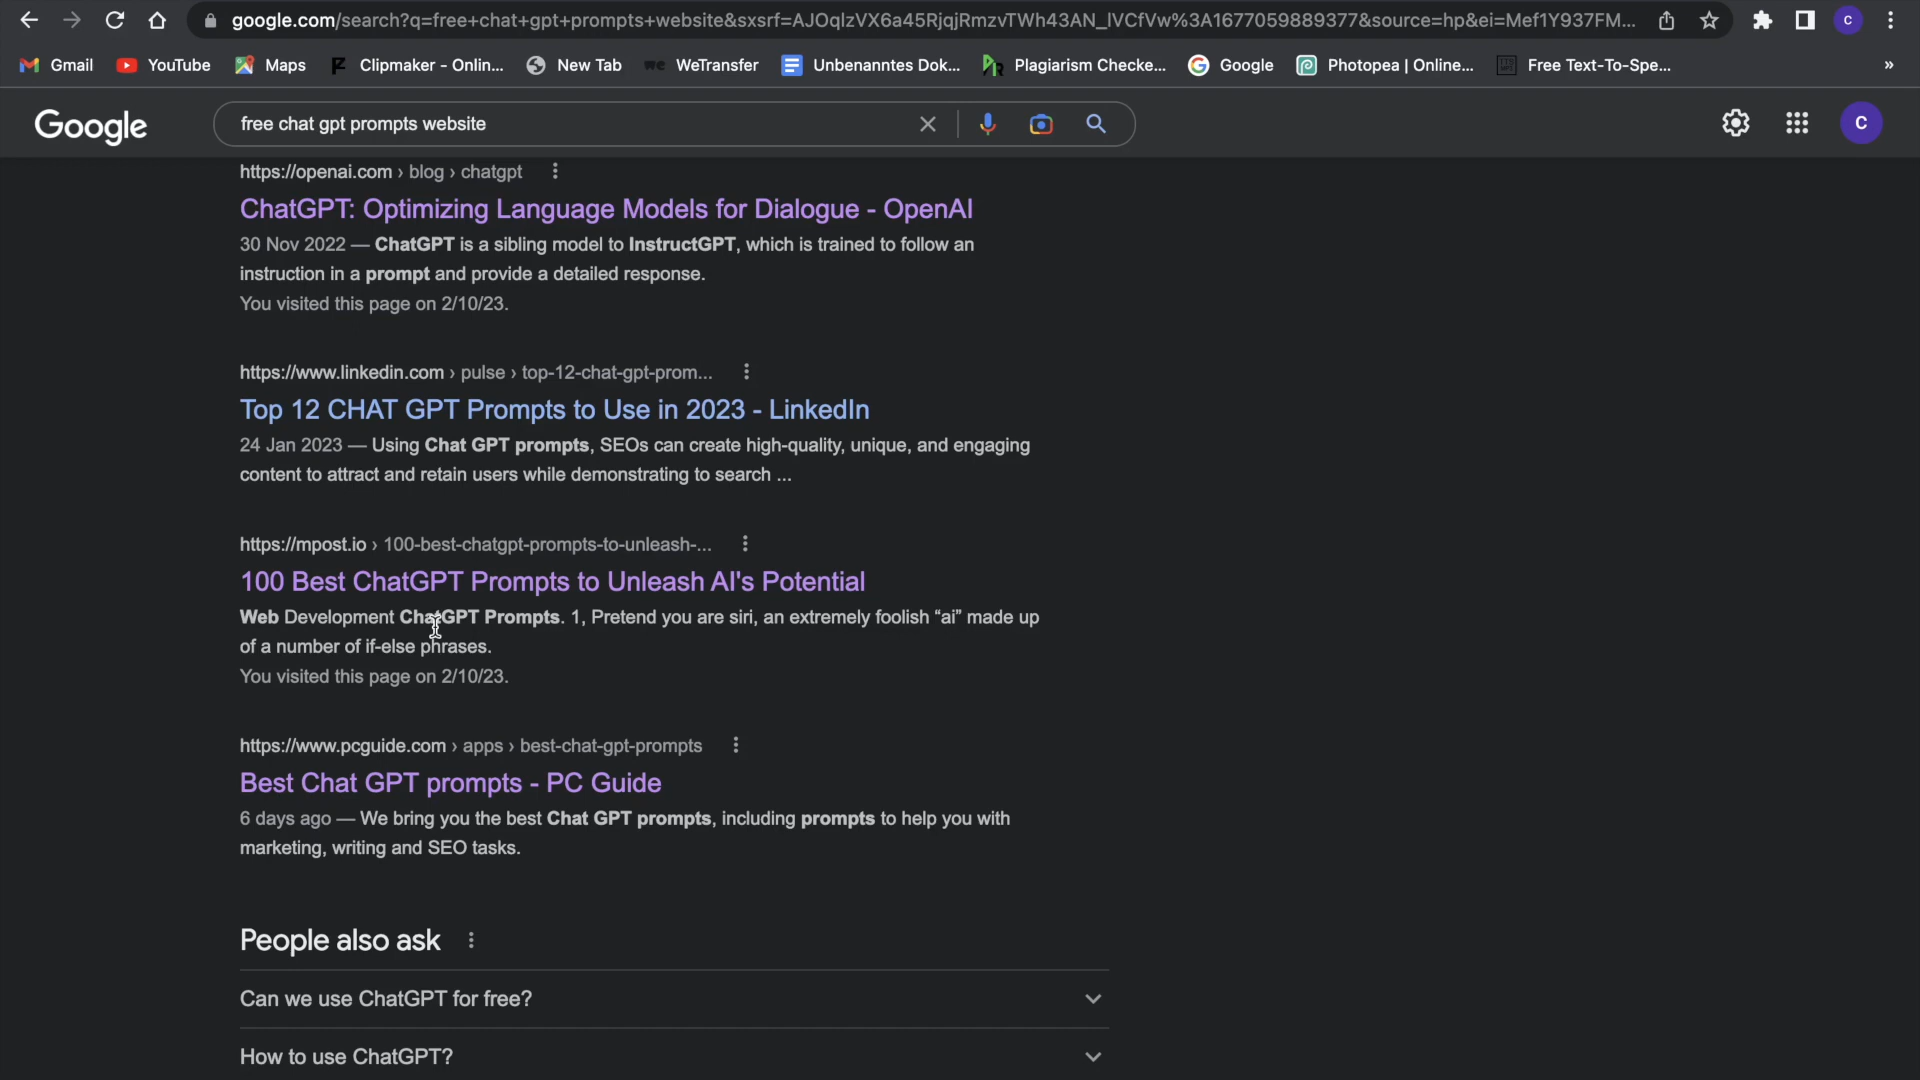 google.com/search?q=free+chat+gpt+prompts+website&sxsrf=AJOqlzVX6a45RjqjRmzvTWh43AN_lVCfVw%3A1677059889377&source=hp&ei=Mef1Y937FM...
C
Gmail
YouTube
Maps
Clipmaker - Onlin...
New Tab
WeTransfer
Unbenanntes Dok...
Plagiarism Checke...
Google
Photopea | Online...
Free Text-To-Spe...
»
Google
free chat gpt prompts website
C
https://openai.com › blog › chatgpt
ChatGPT: Optimizing Language Models for Dialogue - OpenAI
30 Nov 2022 — ChatGPT is a sibling model to InstructGPT, which is trained to follow an
instruction in a prompt and provide a detailed response.
You visited this page on 2/10/23.
https://www.linkedin.com › pulse › top-12-chat-gpt-prom...
Top 12 CHAT GPT Prompts to Use in 2023 - LinkedIn
24 Jan 2023 — Using Chat GPT prompts, SEOs can create high-quality, unique, and engaging
content to attract and retain users while demonstrating to search ...
https://mpost.io › 100-best-chatgpt-prompts-to-unleash-...
100 Best ChatGPT Prompts to Unleash AI's Potential
Web Development ChatGPT Prompts. 1, Pretend you are siri, an extremely foolish “ai” made up
of a number of if-else phrases.
You visited this page on 2/10/23.
https://www.pcguide.com › apps › best-chat-gpt-prompts
Best Chat GPT prompts - PC Guide
6 days ago — We bring you the best Chat GPT prompts, including prompts to help you with
marketing, writing and SEO tasks.
People also ask
Can we use ChatGPT for free?
How to use ChatGPT?